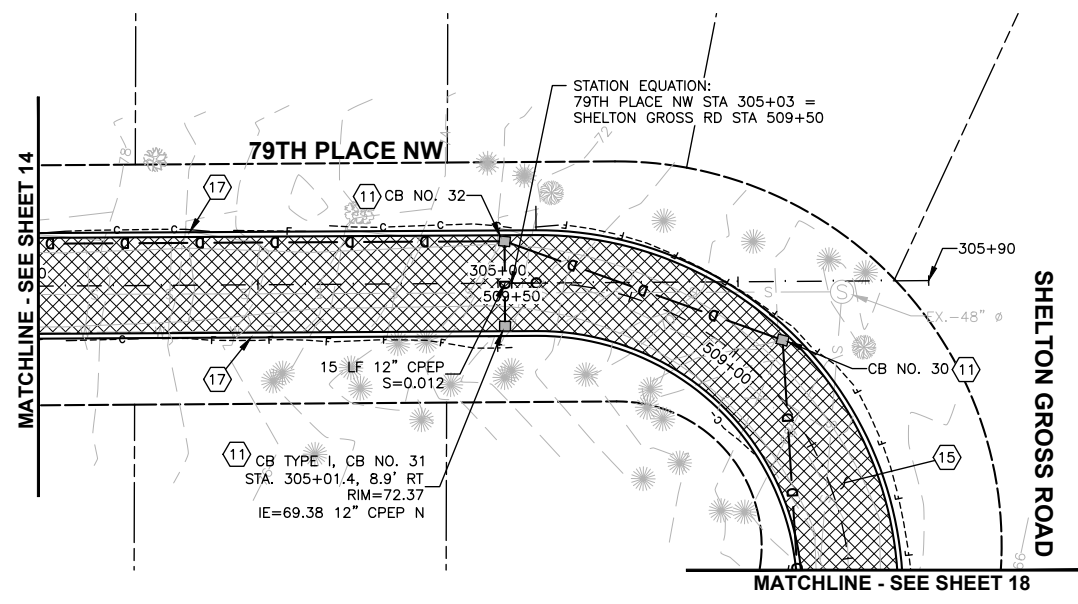 STATION EQUATION:
79TH PLACE NW STA 305+03 =
SHELTON GROSS RD STA 509+50
79TH PLACE NW
MATCHLINE - SEE SHEET 14
17
11 CB NO. 32
78
72
305+90
305+00
509+50
S
EX.-48" ø
SHELTON GROSS ROAD
509+00
CB NO. 30 11
15 LF 12" CPEP
S=0.012
17
15
11 CB TYPE I, CB NO. 31
STA. 305+01.4, 8.9' RT
RIM=72.37
IE=69.38 12" CPEP N
66
MATCHLINE - SEE SHEET 18